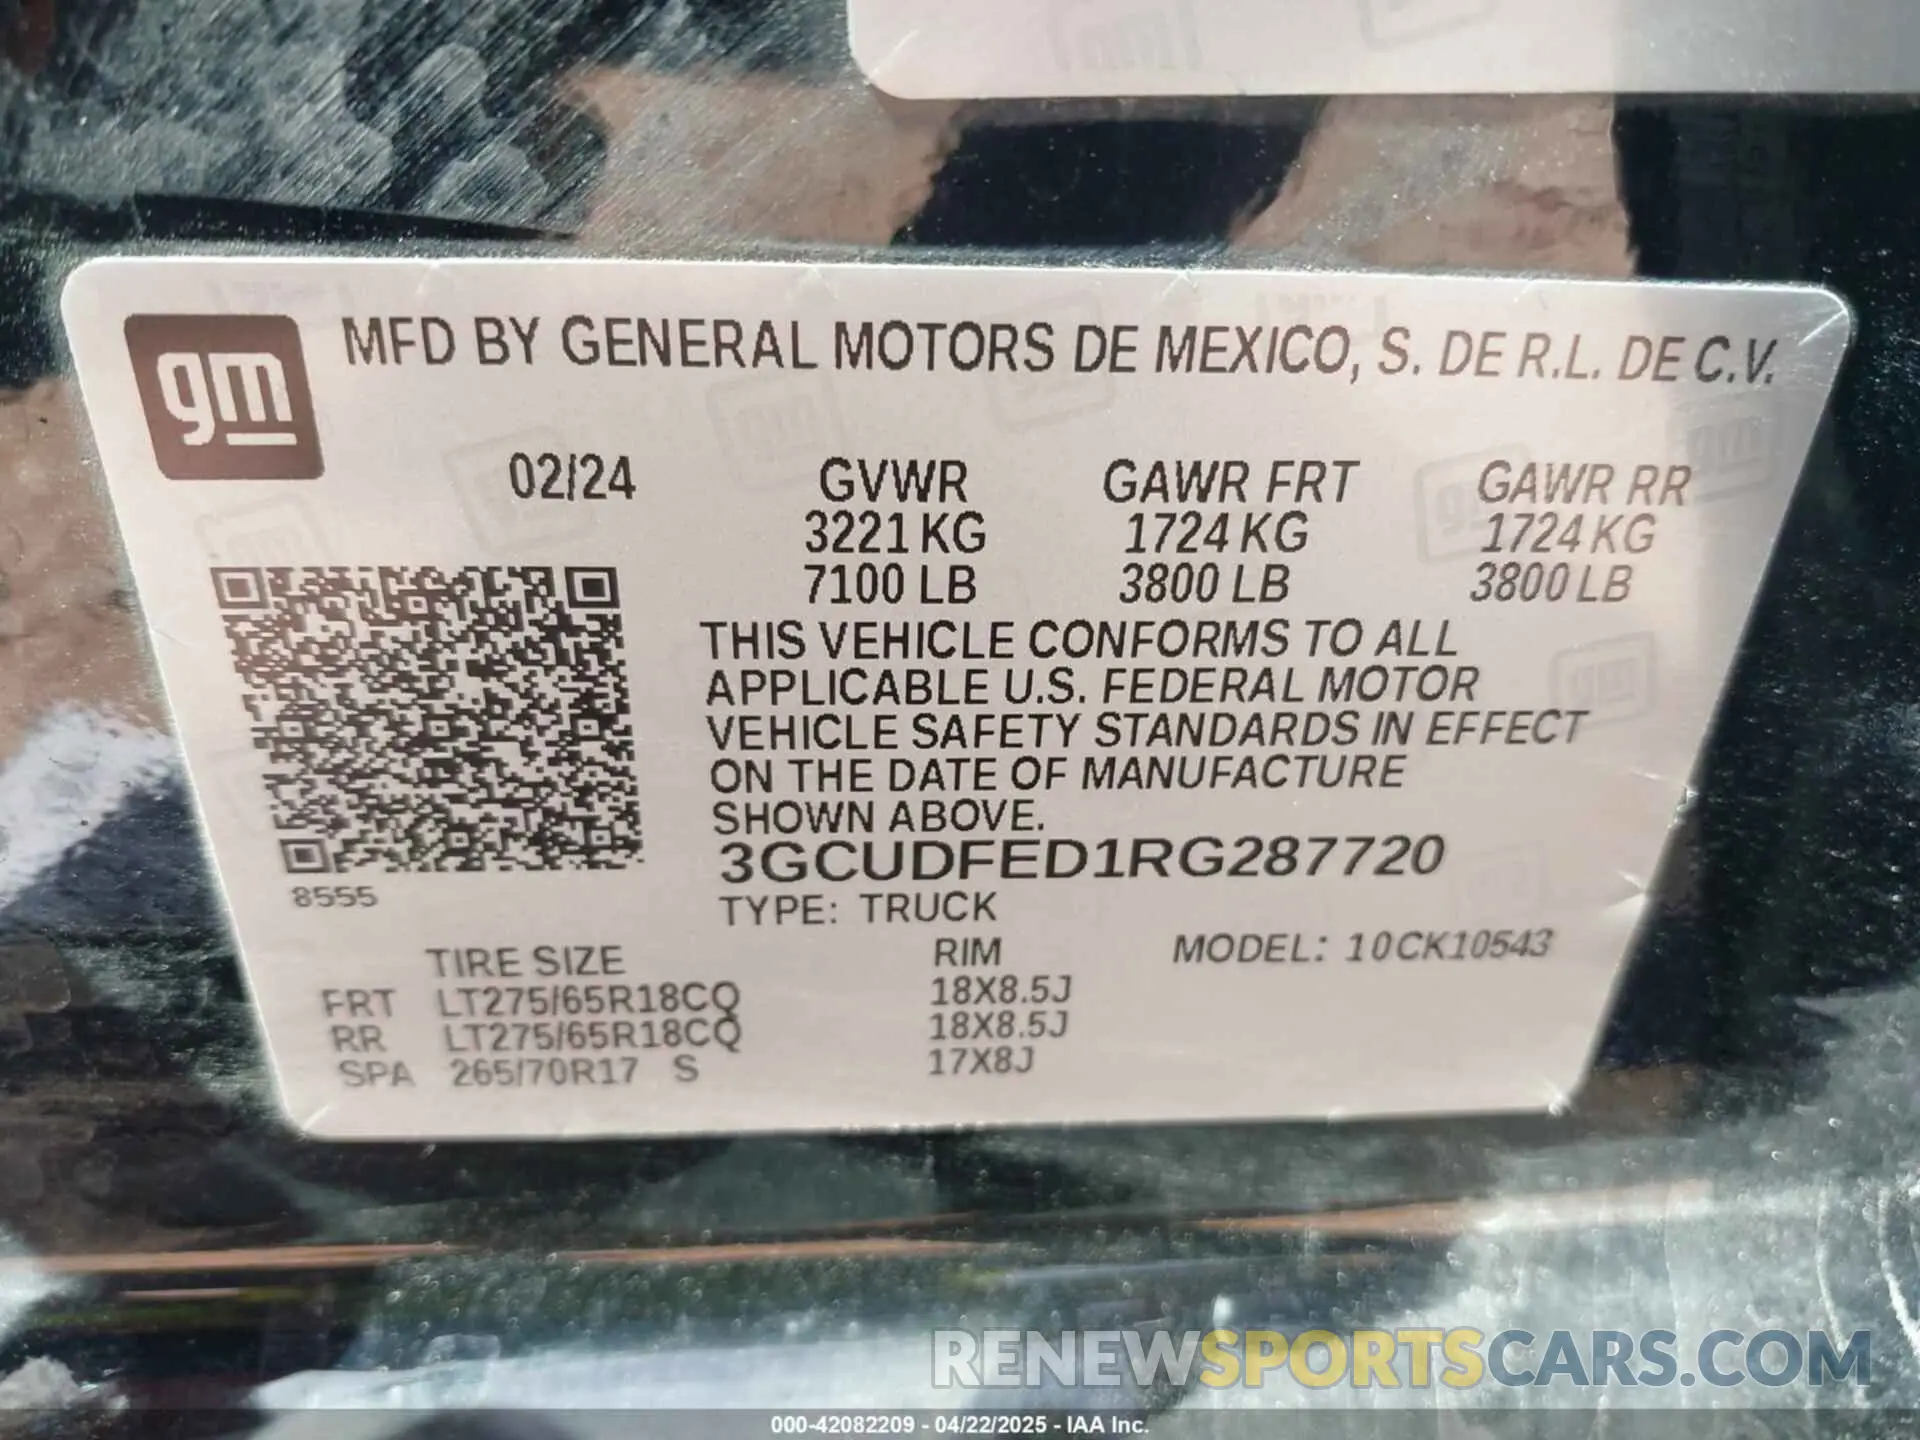 gm
MFD BY GENERAL MOTORS DE MEXICO, S. DE R.L. DE C.V.
02/24 GVWR GAWR FRT GAWR RR
3221 KG 1724 KG 1724 KG
7100 LB 3800 LB 3800 LB
THIS VEHICLE CONFORMS TO ALL
APPLICABLE U.S. FEDERAL MOTOR
VEHICLE SAFETY STANDARDS IN EFFECT
ON THE DATE OF MANUFACTURE
SHOWN ABOVE.
3GCUDFED1RG287720
8555
TYPE: TRUCK
TIRE SIZE RIM MODEL: 10CK10543
FRT LT275/65R18CQ 18X8.5J
RR LT275/65R18CQ 18X8.5J
SPA 265/70R17 S 17X8J
RENEWSPORTSCARS.COM
000-42082209 - 04/22/2025 - IAA Inc.